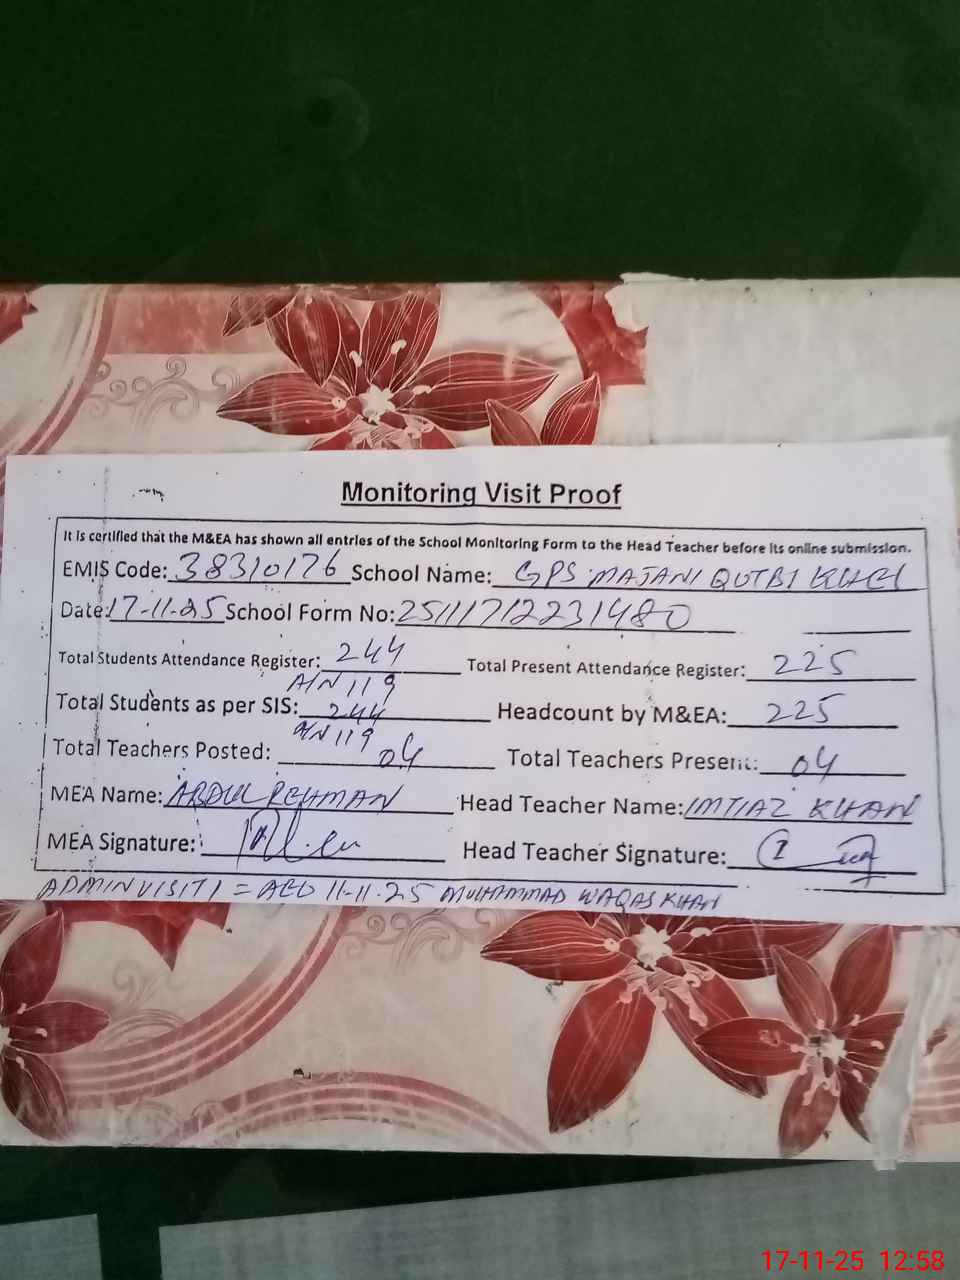 Monitoring Visit Proof
It is certified that the M&EA has shown all entries of the School Monitoring Form to the Head Teacher before its online submission.
EMIS Code: 38310176 School Name: GPS MAJANI QUTBI KHEL
Date: 17-11-25 School Form No: 25111712231480
Total Students Attendance Register: 244 Total Present Attendance Register: 225
A/N 119
Total Students as per SIS: 244 Headcount by M&EA: 225
A/N 119
Total Teachers Posted: 04 Total Teachers Present: 04
MEA Name: ABDUL REHMAN Head Teacher Name: IMTIAZ KHAN
MEA Signature: Head Teacher Signature:
ADMIN VISIT 1 = AEO 11-11-25 MUHAMMAD WAQAS KHAN
17-11-25 12:58